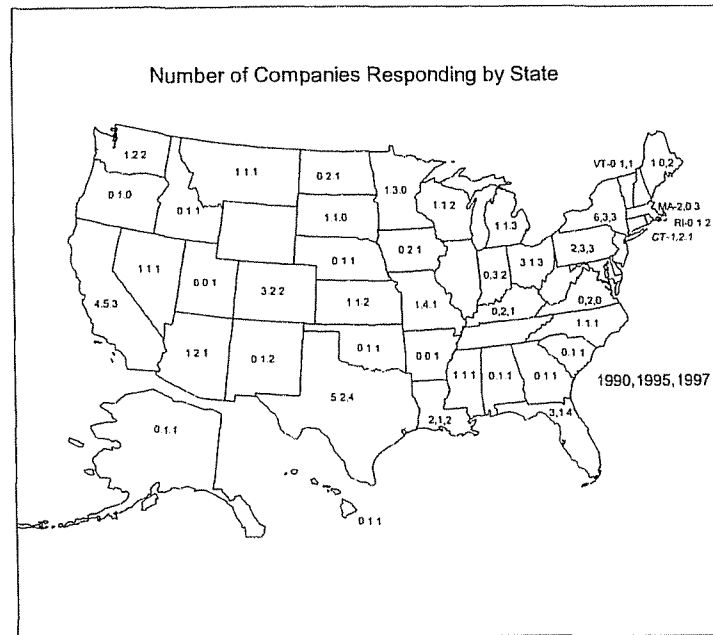 Number of Companies Responding by State
1.2 2
1 1 1
0 2.1
1.3.0
VT-0 1,1
1 0,2
0 1.0
0 1 1
1 1.0
1.1 2
1 1.3
6,3,3
MA-2,0 3
RI-0 1 2
CT-1,2.1
0 1 1
0 2 1
2,3,3
1 1 1
0 0 1
3.2 2
1 1.2
1,4.1
0,3 2
3 1 3
0,2,1
0,2,0
4.5 3
1.1 1
1 2 1
0 1.2
0 1 1
0 0 1
1 1 1
0.1.1
0 1 1
0.1 1
1990,1995,1997
5 2.4
2,1,2
3,1 4
0.1.1
0 1 1